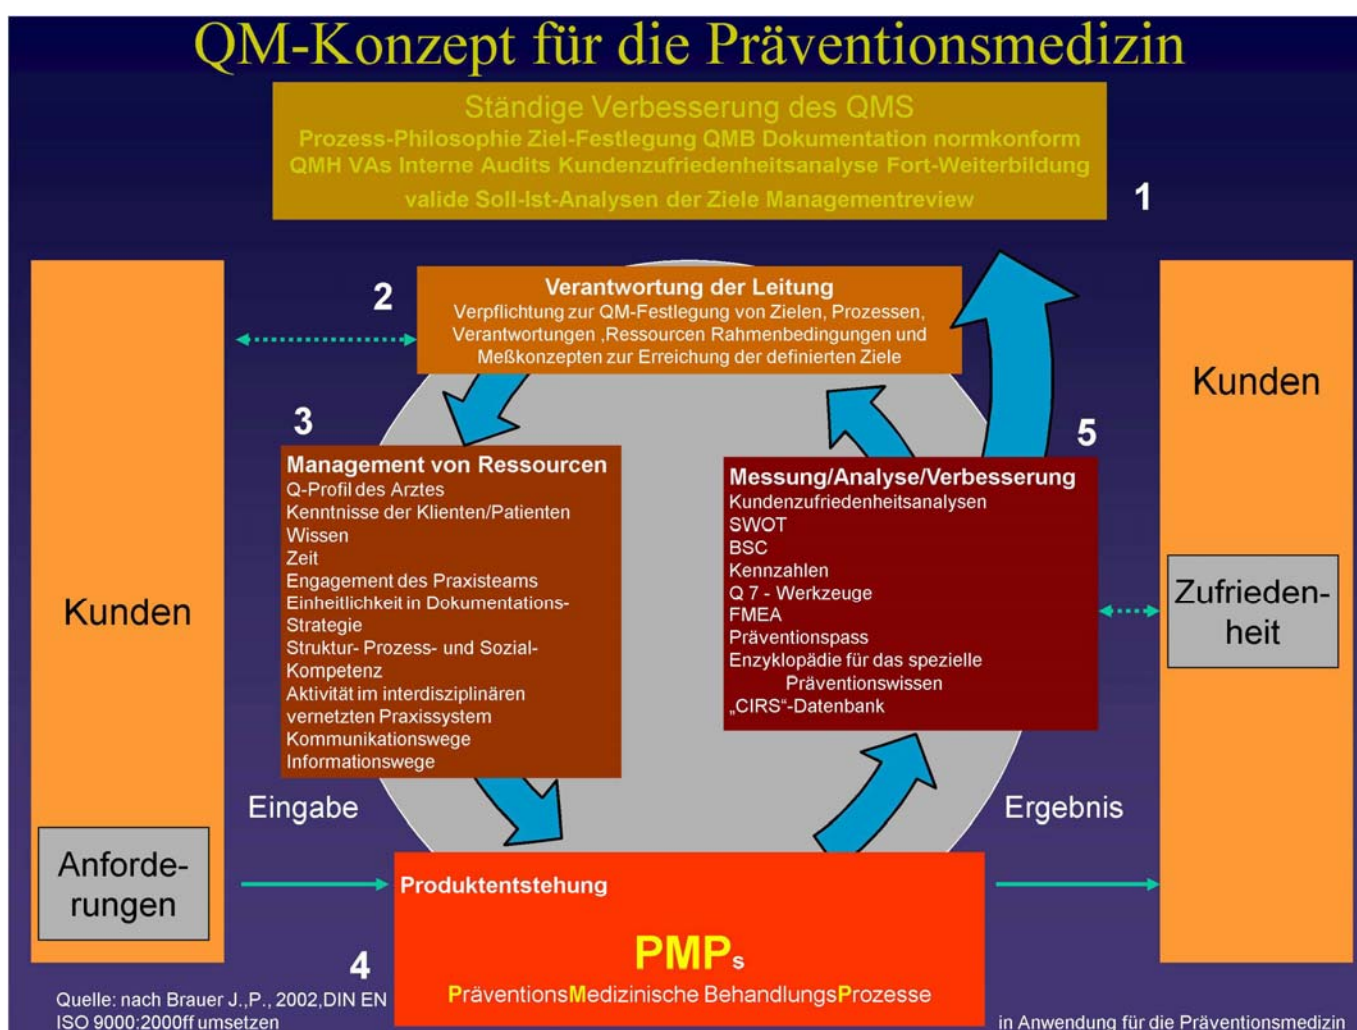 QM-Konzept für die Präventionsmedizin
Ständige Verbesserung des QMS
Prozess-Philosophie Ziel-Festlegung QMB Dokumentation normkonform
QMH VAs Interne Audits Kundenzufriedenheitsanalyse Fort-Weiterbildung
valide Soll-Ist-Analysen der Ziele Managementreview
1
2
Verantwortung der Leitung
Verpflichtung zur QM-Festlegung von Zielen, Prozessen,
Verantwortungen ,Ressourcen Rahmenbedingungen und
Meßkonzepten zur Erreichung der definierten Ziele
Kunden
Anforde-
rungen
3
Management von Ressourcen
Q-Profil des Arztes
Kenntnisse der Klienten/Patienten
Wissen
Zeit
Engagement des Praxisteams
Einheitlichkeit in Dokumentations-
Strategie
Struktur- Prozess- und Sozial-
Kompetenz
Aktivität im interdisziplinären
vernetzten Praxissystem
Kommunikationswege
Informationswege
5
Messung/Analyse/Verbesserung
Kundenzufriedenheitsanalysen
SWOT
BSC
Kennzahlen
Q 7 - Werkzeuge
FMEA
Präventionspass
Enzyklopädie für das spezielle
Präventionswissen
„CIRS“-Datenbank
Kunden
Zufrieden-
heit
Eingabe
Ergebnis
4
Produktentstehung
PMPs
PräventionsMedizinische BehandlungsProzesse
Quelle: nach Brauer J.,P., 2002,DIN EN
ISO 9000:2000ff umsetzen
in Anwendung für die Präventionsmedizin